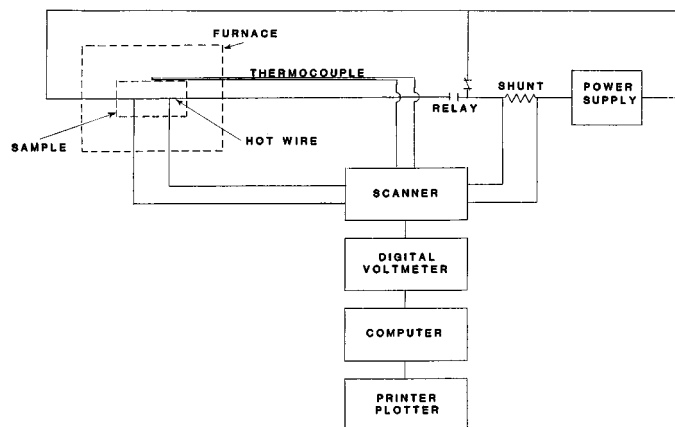 FURNACE
THERMOCOUPLE
SHUNT
POWER
SUPPLY
RELAY
SAMPLE
HOT WIRE
SCANNER
DIGITAL
VOLTMETER
COMPUTER
PRINTER
PLOTTER